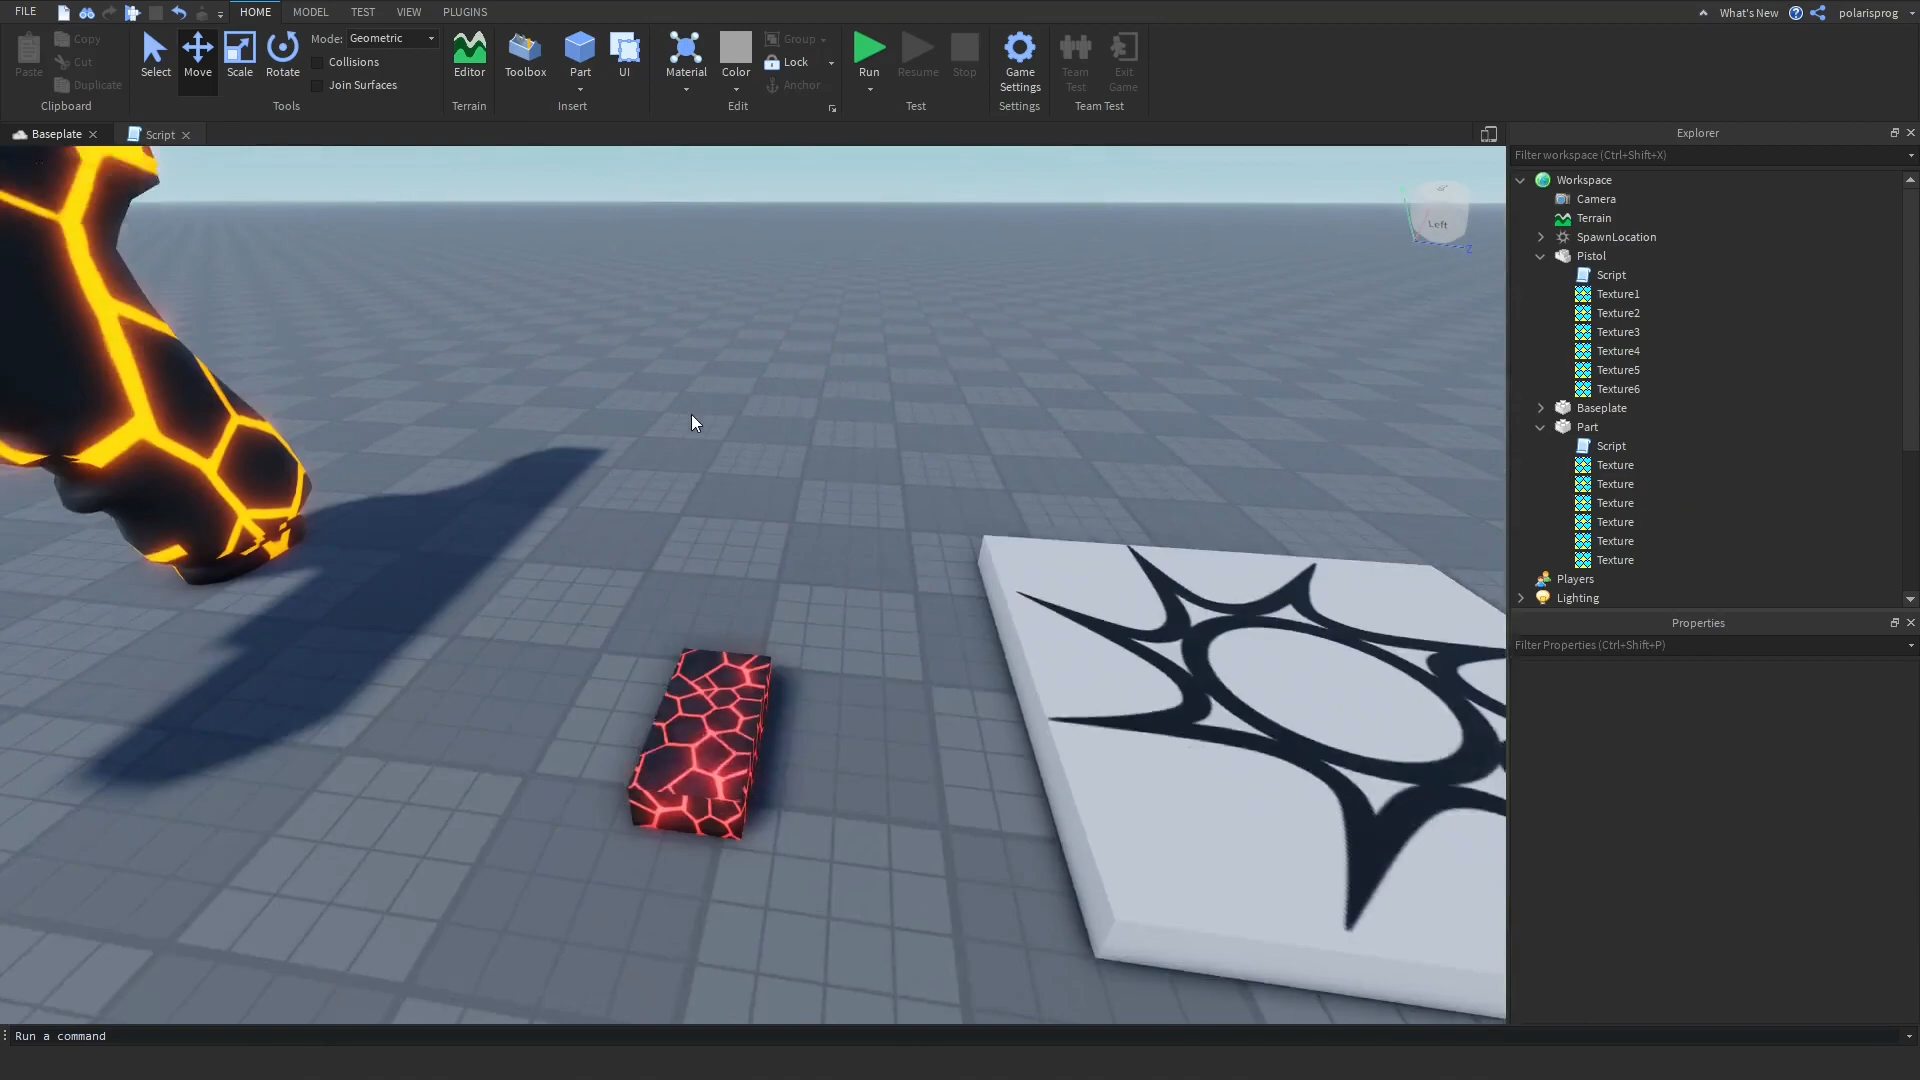 FILE HOME MODEL TEST VIEW PLUGINS What's New polarisprog
Paste Copy Cut Duplicate Clipboard
Select Move Scale Rotate Mode: Geometric Collisions Join Surfaces Tools
Editor Terrain
Toolbox Part UI Insert
Material Color Group Lock Anchor Edit
Run Resume Stop Test
Game Settings Settings
Team Test Exit Game Team Test
Baseplate Script
Left
Z
Explorer
Filter workspace (Ctrl+Shift+X)
Workspace
Camera
Terrain
SpawnLocation
Pistol
Script
Texture1
Texture2
Texture3
Texture4
Texture5
Texture6
Baseplate
Part
Script
Texture
Texture
Texture
Texture
Texture
Texture
Players
Lighting
Properties
Filter Properties (Ctrl+Shift+P)
Run a command